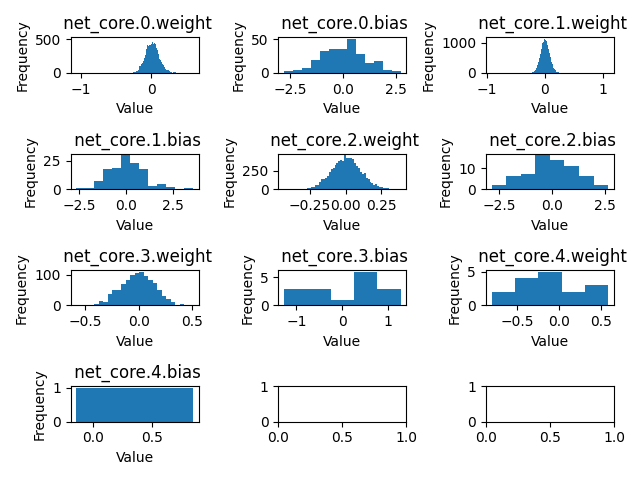 net_core.0.weight
net_core.0.bias
net_core.1.weight
Frequency
500
0
−1
0
Value
Frequency
50
0
−2.5
0.0
2.5
Value
Frequency
1000
0
−1
0
1
Value
net_core.1.bias
net_core.2.weight
net_core.2.bias
Frequency
25
0
−2.5
0.0
2.5
Value
Frequency
250
0
−0.25
0.00
0.25
Value
Frequency
10
0
−2.5
0.0
2.5
Value
net_core.3.weight
net_core.3.bias
net_core.4.weight
Frequency
100
0
−0.5
0.0
0.5
Value
Frequency
5
0
−1
0
1
Value
Frequency
5
0
−0.5
0.0
0.5
Value
net_core.4.bias
Frequency
1
0
0.0
0.5
Value
1
0
0.0
0.5
1.0
1
0
0.0
0.5
1.0